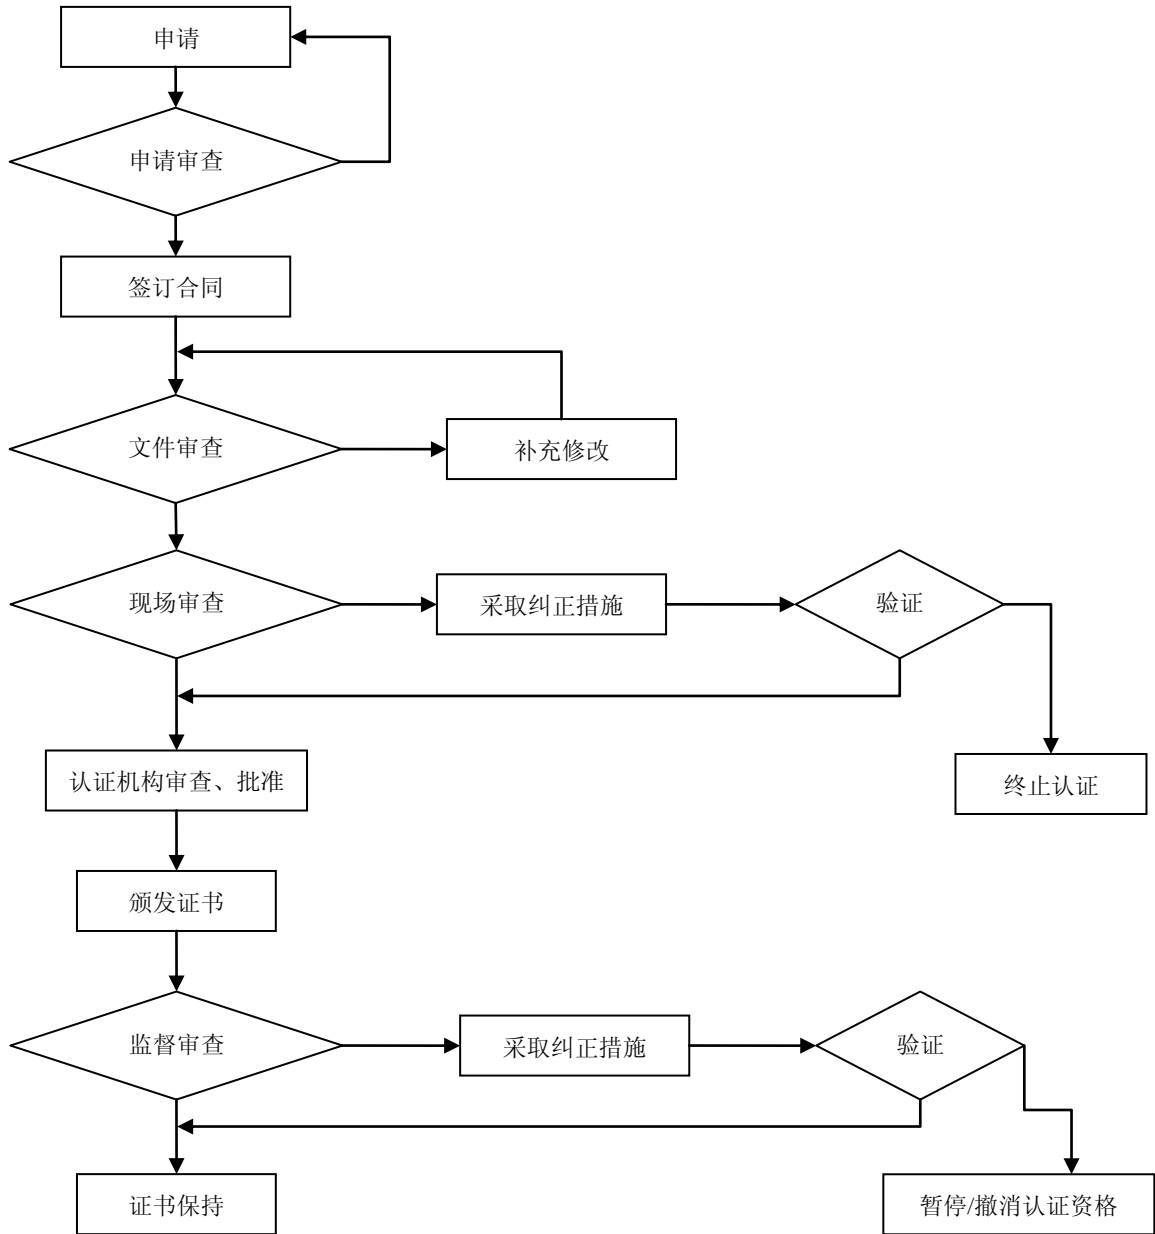 申请
申请审查
签订合同
文件审查
补充修改
现场审查
采取纠正措施
验证
认证机构审查、批准
终止认证
颁发证书
监督审查
采取纠正措施
验证
证书保持
暂停/撤消认证资格